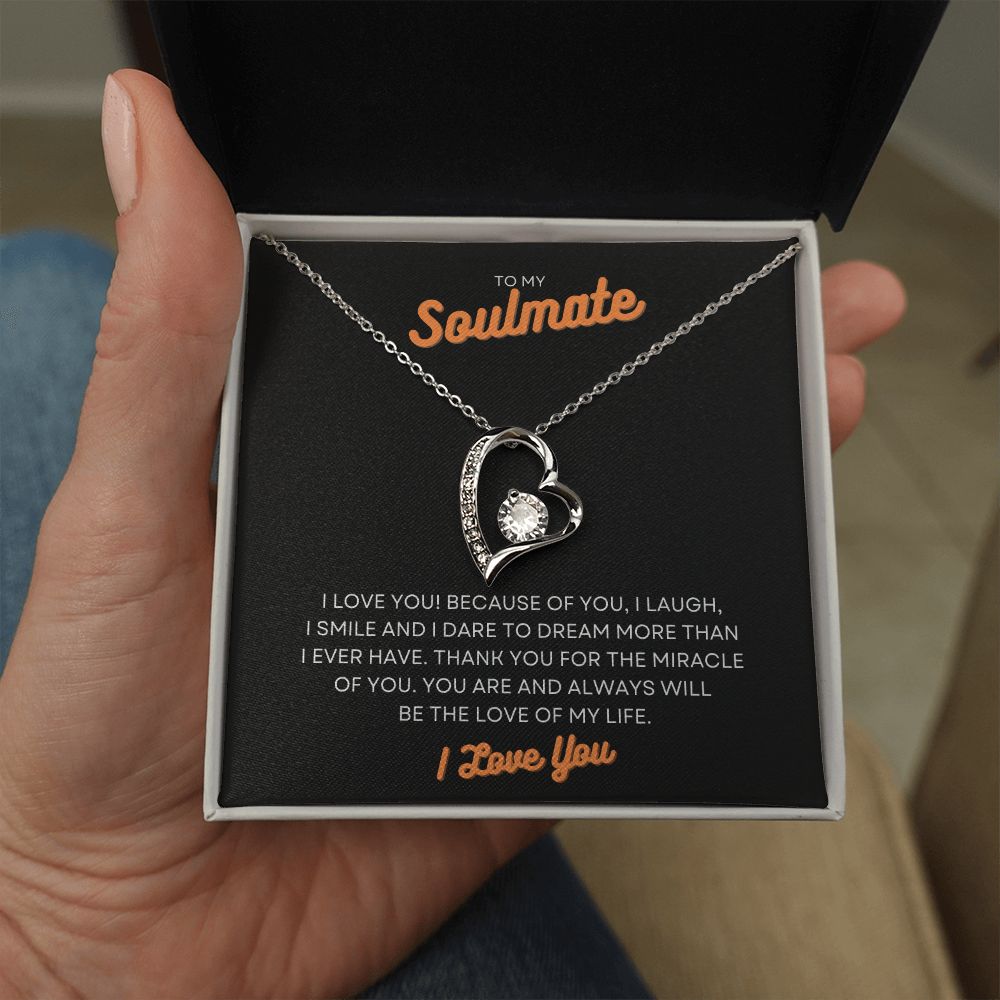 TO MY
Soulmate
I LOVE YOU! BECAUSE OF YOU, I LAUGH,
I SMILE AND I DARE TO DREAM MORE THAN
I EVER HAVE. THANK YOU FOR THE MIRACLE
OF YOU. YOU ARE AND ALWAYS WILL
BE THE LOVE OF MY LIFE.
I Love You